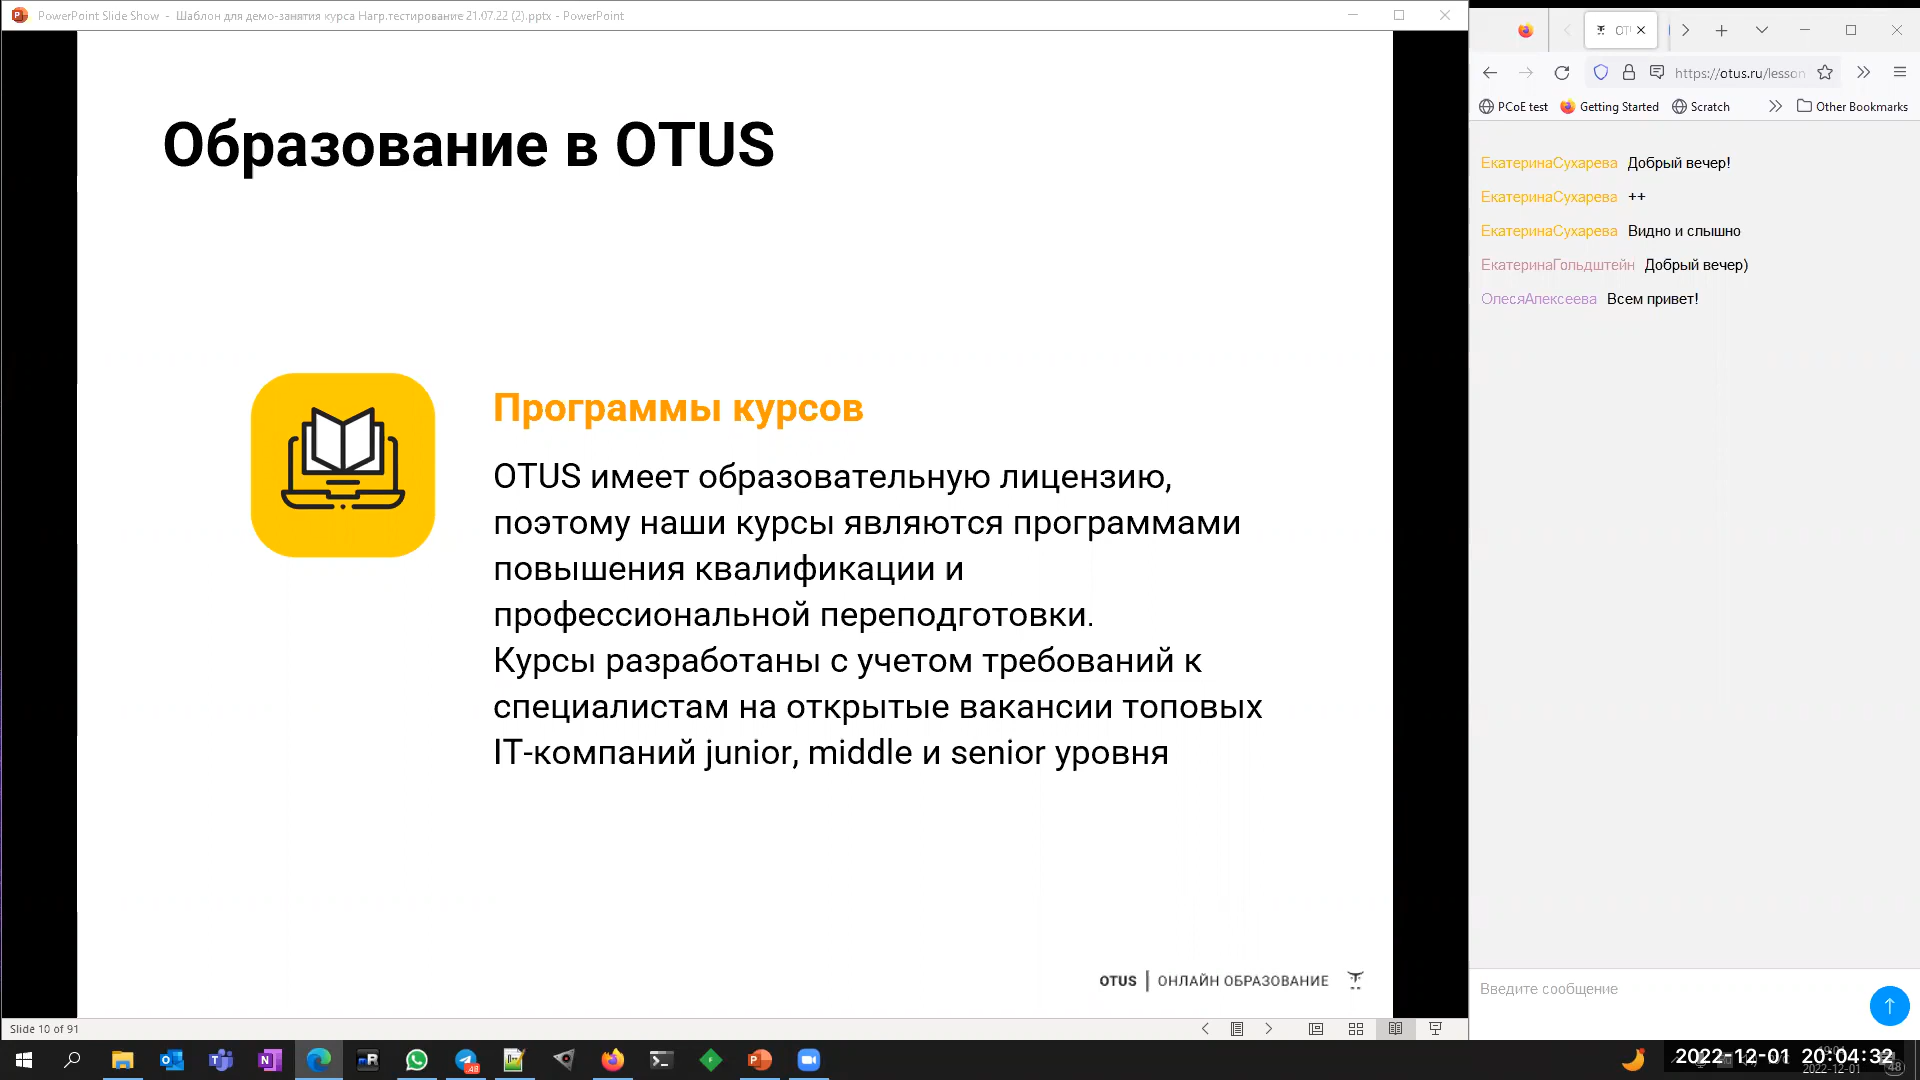 PowerPoint Slide Show - Шаблон для демо-занятия курса Нагр.тестирование 21.07.22 (2).pptx - PowerPoint
Образование в OTUS
Программы курсов
OTUS имеет образовательную лицензию,
поэтому наши курсы являются программами
повышения квалификации и
профессиональной переподготовки.
Курсы разработаны с учетом требований к
специалистам на открытые вакансии топовых
IT-компаний junior, middle и senior уровня
OTUS | ОНЛАЙН ОБРАЗОВАНИЕ
Slide 10 of 91
https://otus.ru/lesson
PCoE test Getting Started Scratch Other Bookmarks
ЕкатеринаСухарева Добрый вечер!
ЕкатеринаСухарева ++
ЕкатеринаСухарева Видно и слышно
ЕкатеринаГольдштейн Добрый вечер)
ОлесяАлексеева Всем привет!
Введите сообщение
2022-12-01 20:04:32
2022-12-01